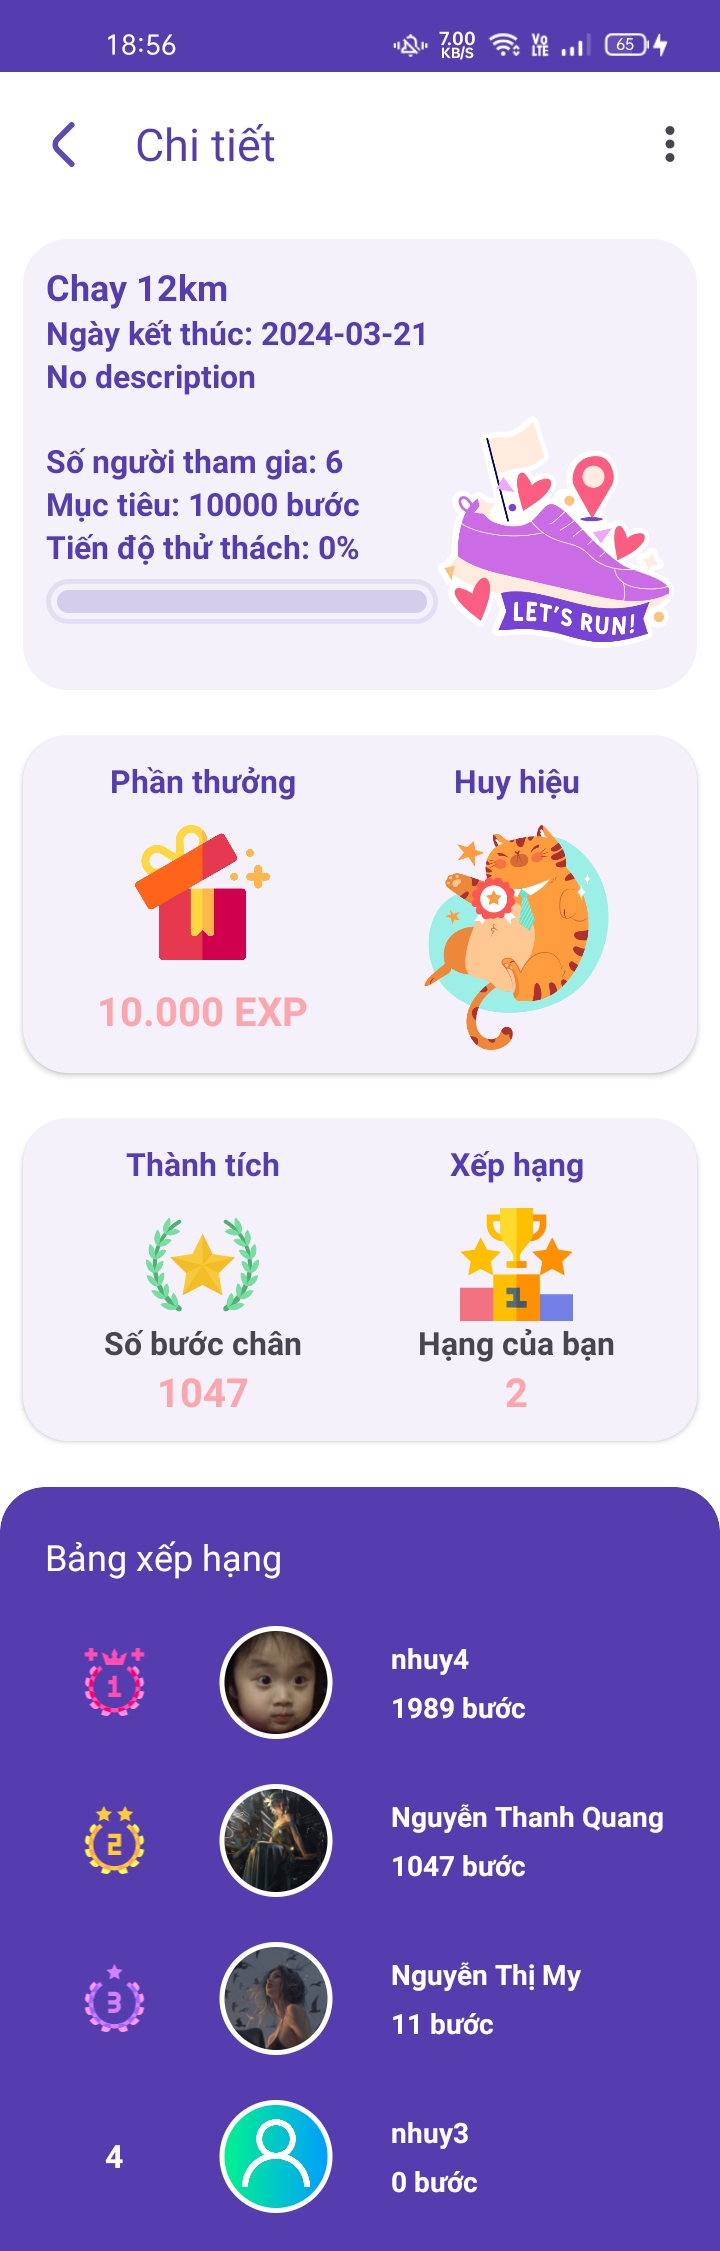 18:56
7.00 KB/S
Vo LTE
65
Chi tiết
Chay 12km
Ngày kết thúc: 2024-03-21
No description
Số người tham gia: 6
Mục tiêu: 10000 bước
Tiến độ thử thách: 0%
LET'S RUN!
Phần thưởng
Huy hiệu
10.000 EXP
Thành tích
Xếp hạng
1
Số bước chân
Hạng của bạn
1047
2
Bảng xếp hạng
1
nhuy4
1989 bước
2
Nguyễn Thanh Quang
1047 bước
3
Nguyễn Thị My
11 bước
4
nhuy3
0 bước